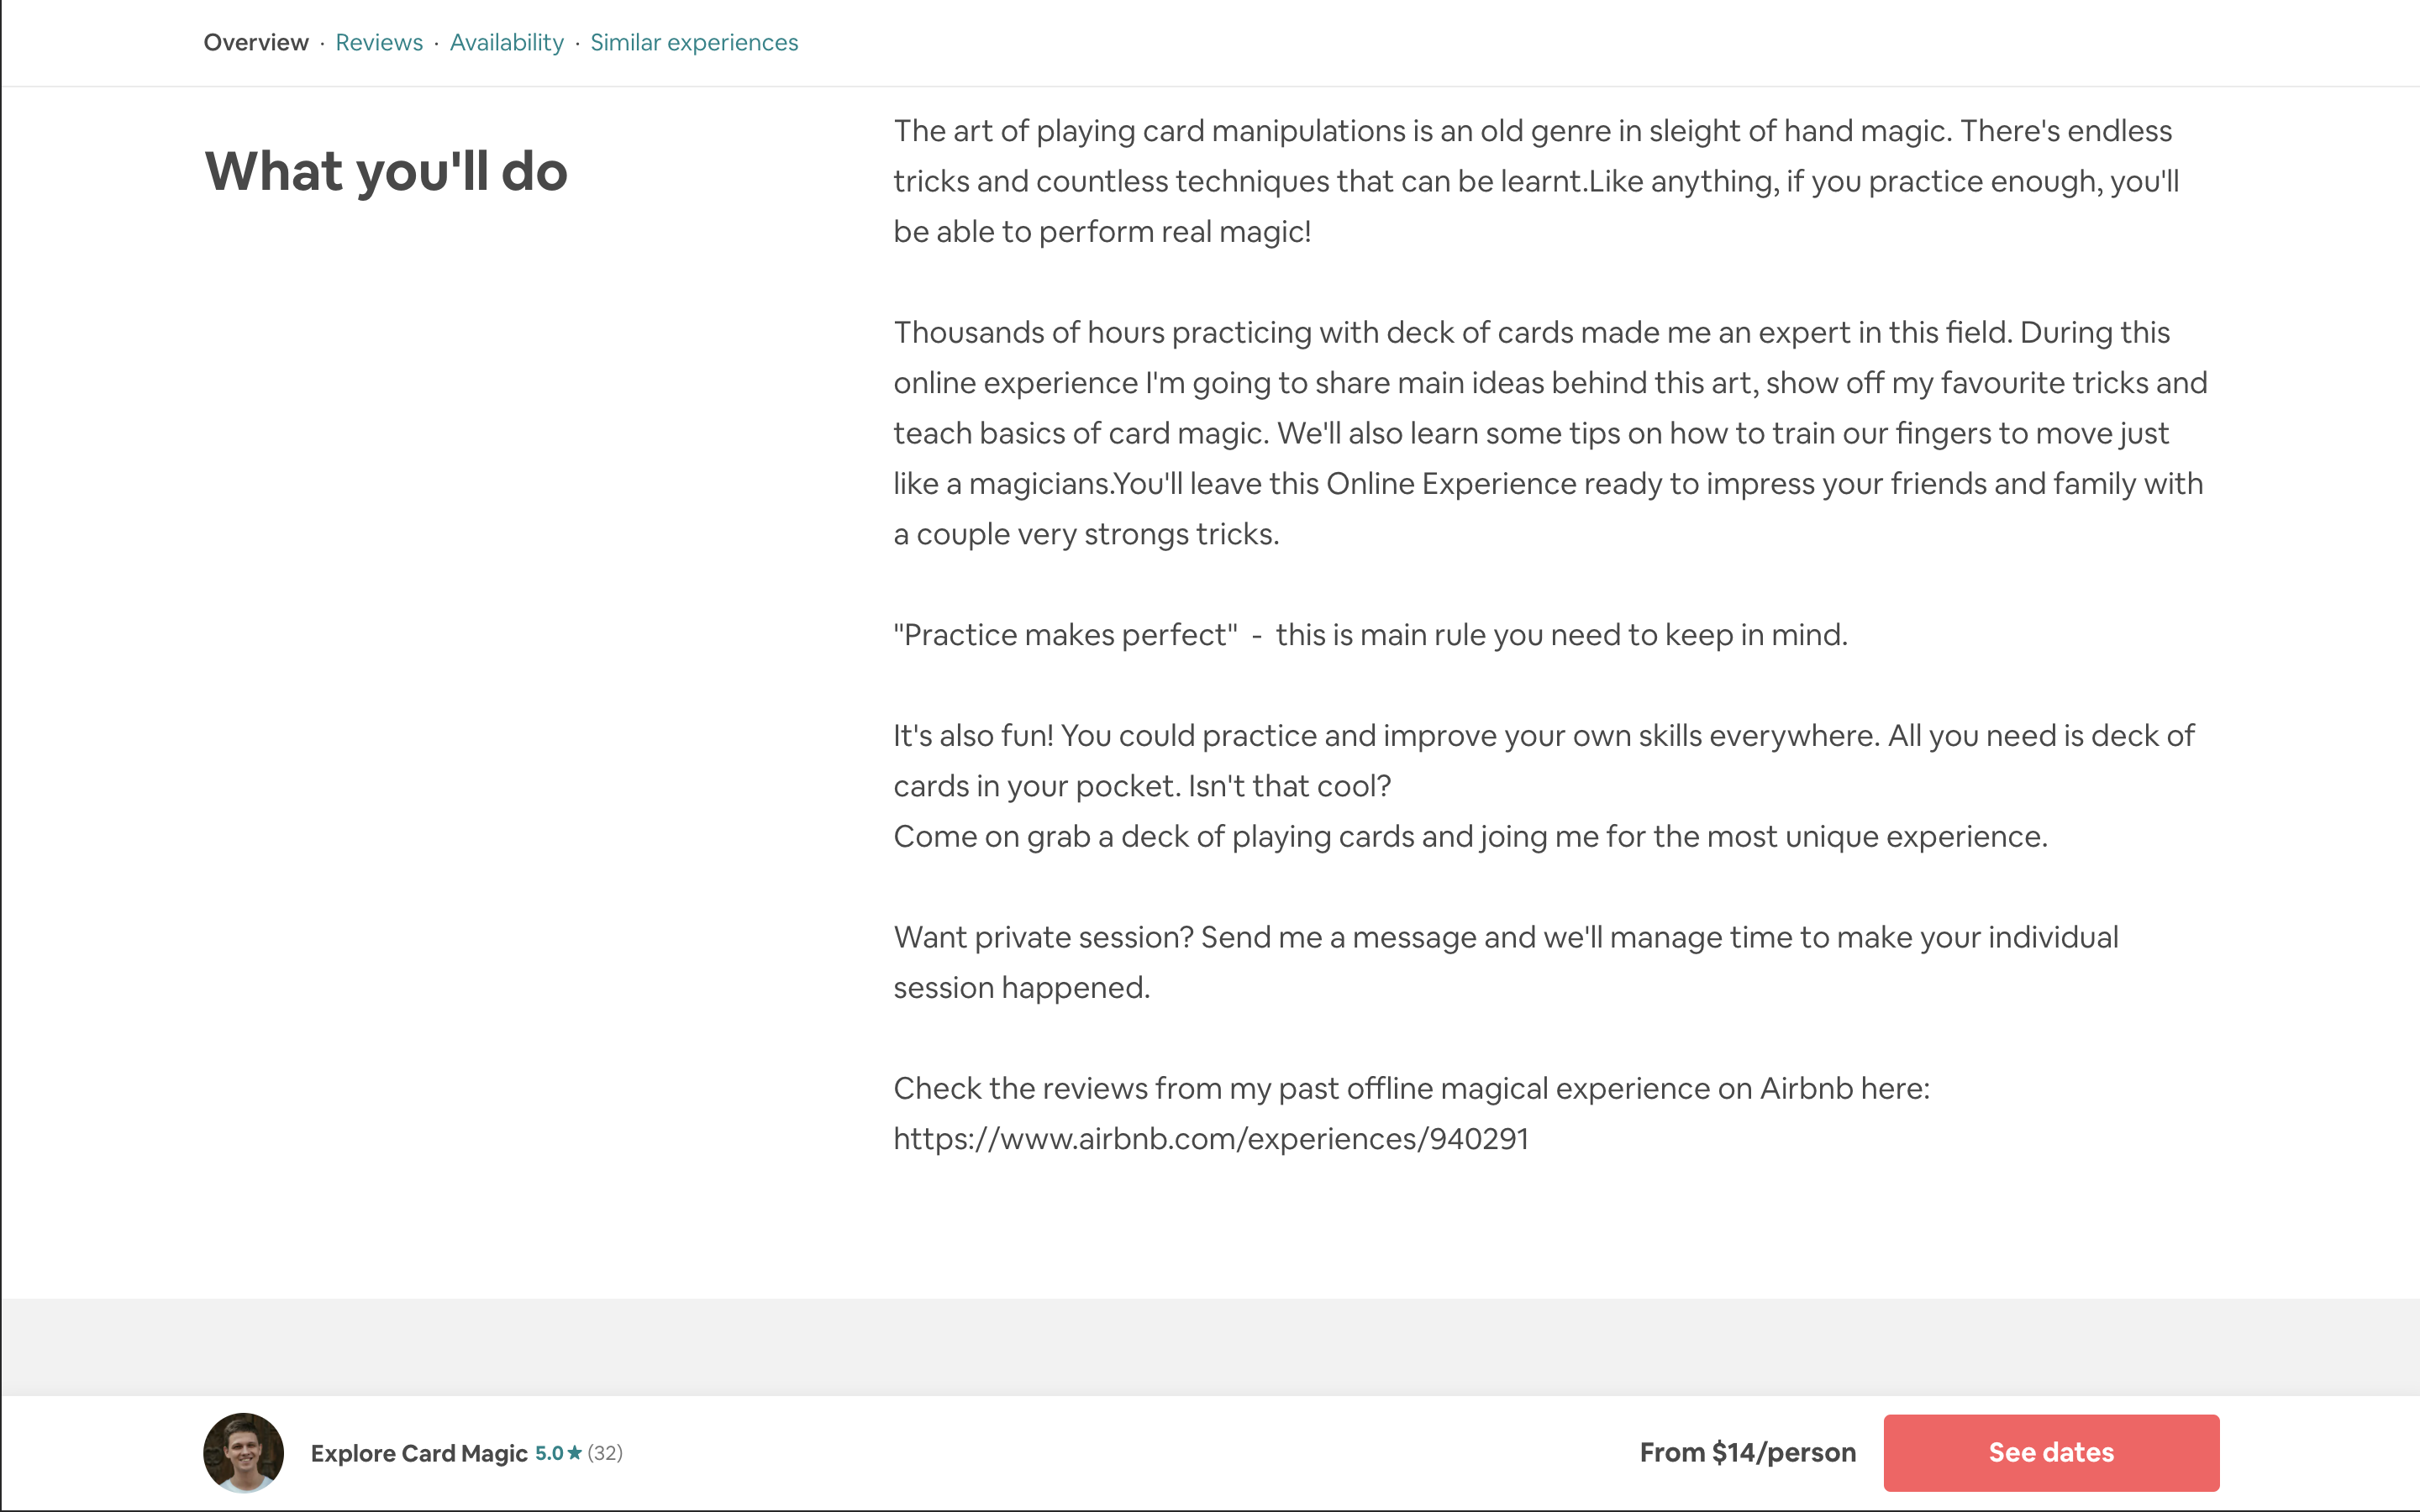 Overview · Reviews · Availability · Similar experiences
What you'll do
The art of playing card manipulations is an old genre in sleight of hand magic. There's endless
tricks and countless techniques that can be learnt.Like anything, if you practice enough, you'll
be able to perform real magic!
Thousands of hours practicing with deck of cards made me an expert in this field. During this
online experience I'm going to share main ideas behind this art, show off my favourite tricks and
teach basics of card magic. We'll also learn some tips on how to train our fingers to move just
like a magicians.You'll leave this Online Experience ready to impress your friends and family with
a couple very strongs tricks.
"Practice makes perfect"  -  this is main rule you need to keep in mind.
It's also fun! You could practice and improve your own skills everywhere. All you need is deck of
cards in your pocket. Isn't that cool?
Come on grab a deck of playing cards and joing me for the most unique experience.
Want private session? Send me a message and we'll manage time to make your individual
session happened.
Check the reviews from my past offline magical experience on Airbnb here:
https://www.airbnb.com/experiences/940291
Explore Card Magic 5.0★ (32)
From $14/person
See dates